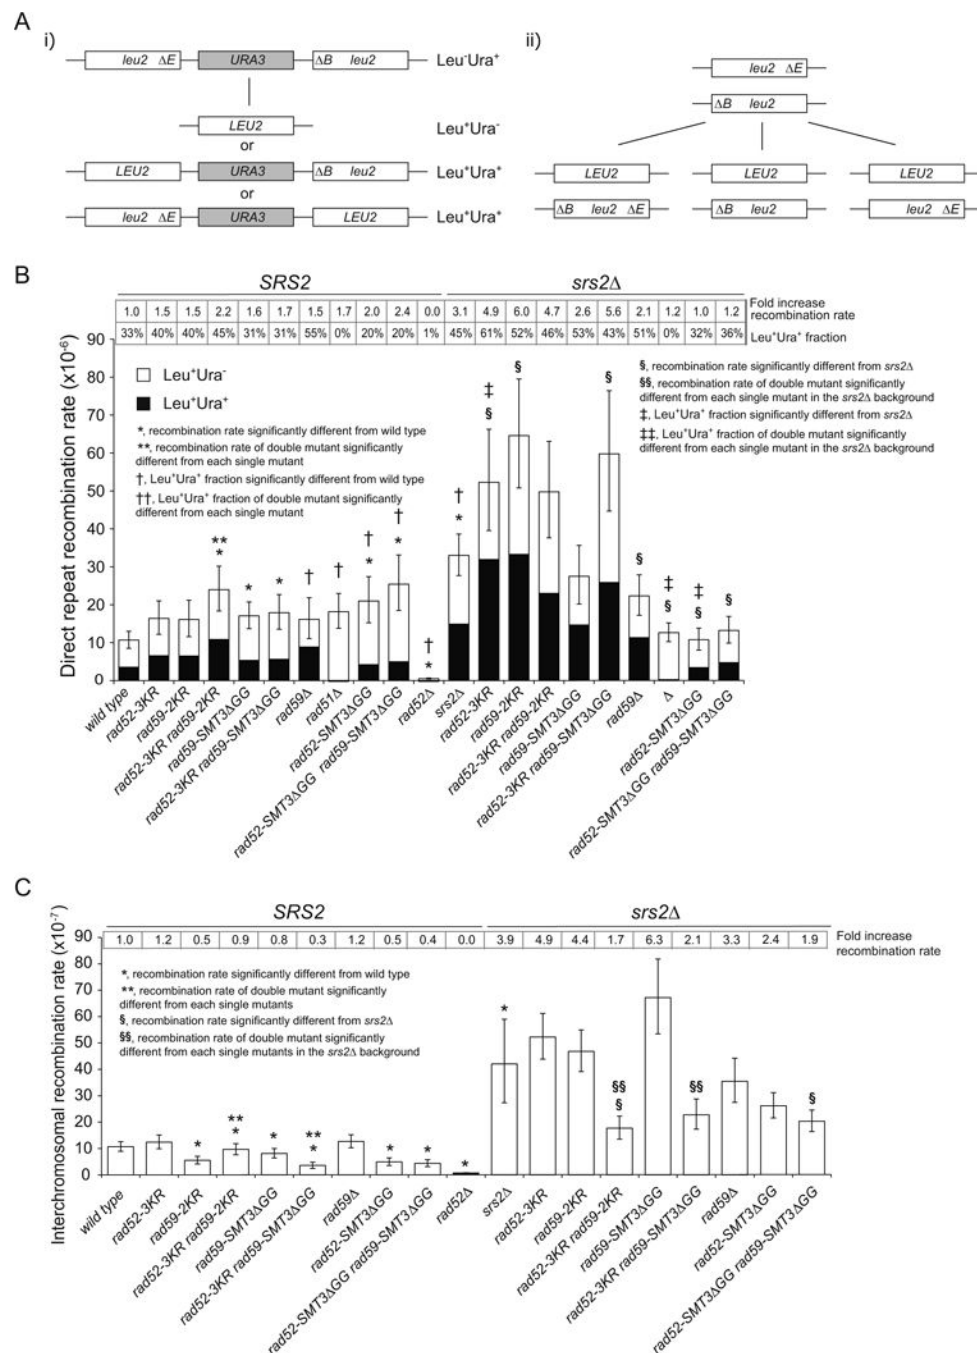 A
i)
leu2 ΔE URA3 ΔB leu2 Leu⁻Ura⁺
LEU2 Leu⁺Ura⁻
or
LEU2 URA3 ΔB leu2 Leu⁺Ura⁺
or
leu2 ΔE URA3 LEU2 Leu⁺Ura⁺
ii)
leu2 ΔE
ΔB leu2
LEU2 LEU2 LEU2
ΔB leu2 ΔE ΔB leu2 leu2 ΔE
B
SRS2 srs2Δ
1.0 1.5 1.5 2.2 1.6 1.7 1.5 1.7 2.0 2.4 0.0 3.1 4.9 6.0 4.7 2.6 5.6 2.1 1.2 1.0 1.2 Fold increase
recombination rate
33% 40% 40% 45% 31% 31% 55% 0% 20% 20% 1% 45% 61% 52% 46% 53% 43% 51% 0% 32% 36% Leu⁺Ura⁺ fraction
Direct repeat recombination rate (x10⁻⁶)
90
80
70
60
50
40
30
20
10
0
Leu⁺Ura⁻
Leu⁺Ura⁺
*, recombination rate significantly different from wild type
**, recombination rate of double mutant significantly
different from each single mutant
†, Leu⁺Ura⁺ fraction significantly different from wild type
††, Leu⁺Ura⁺ fraction of double mutant significantly
different from each single mutant
§, recombination rate significantly different from srs2Δ
§§, recombination rate of double mutant significantly
different from each single mutant in the srs2Δ background
‡, Leu⁺Ura⁺ fraction significantly different from srs2Δ
‡‡, Leu⁺Ura⁺ fraction of double mutant significantly
different from each single mutant in the srs2Δ background
**
*
*
*
†
†
†
*
†
*
†
*
†
*
‡
§
§
§
§
‡
§
‡
§
§
wild type
rad52-3KR
rad59-2KR
rad52-3KR rad59-2KR
rad59-SMT3ΔGG
rad52-3KR rad59-SMT3ΔGG
rad59Δ
rad51Δ
rad52-SMT3ΔGG
rad52-SMT3ΔGG rad59-SMT3ΔGG
rad52Δ
srs2Δ
rad52-3KR
rad59-2KR
rad52-3KR rad59-2KR
rad59-SMT3ΔGG
rad52-3KR rad59-SMT3ΔGG
rad59Δ
Δ
rad52-SMT3ΔGG
rad52-SMT3ΔGG rad59-SMT3ΔGG
C
SRS2 srs2Δ
1.0 1.2 0.5 0.9 0.8 0.3 1.2 0.5 0.4 0.0 3.9 4.9 4.4 1.7 6.3 2.1 3.3 2.4 1.9 Fold increase
recombination rate
Interchromosomal recombination rate (x10⁻⁷)
90
80
70
60
50
40
30
20
10
0
*, recombination rate significantly different from wild type
**, recombination rate of double mutant significantly
different from each single mutants
§, recombination rate significantly different from srs2Δ
§§, recombination rate of double mutant significantly
different from each single mutants in the srs2Δ background
*
**
*
*
**
*
*
*
*
*
§§
§
§§
§
wild type
rad52-3KR
rad59-2KR
rad52-3KR rad59-2KR
rad59-SMT3ΔGG
rad52-3KR rad59-SMT3ΔGG
rad59Δ
rad52-SMT3ΔGG
rad52-SMT3ΔGG rad59-SMT3ΔGG
rad52Δ
srs2Δ
rad52-3KR
rad59-2KR
rad52-3KR rad59-2KR
rad59-SMT3ΔGG
rad52-3KR rad59-SMT3ΔGG
rad59Δ
rad52-SMT3ΔGG
rad52-SMT3ΔGG rad59-SMT3ΔGG